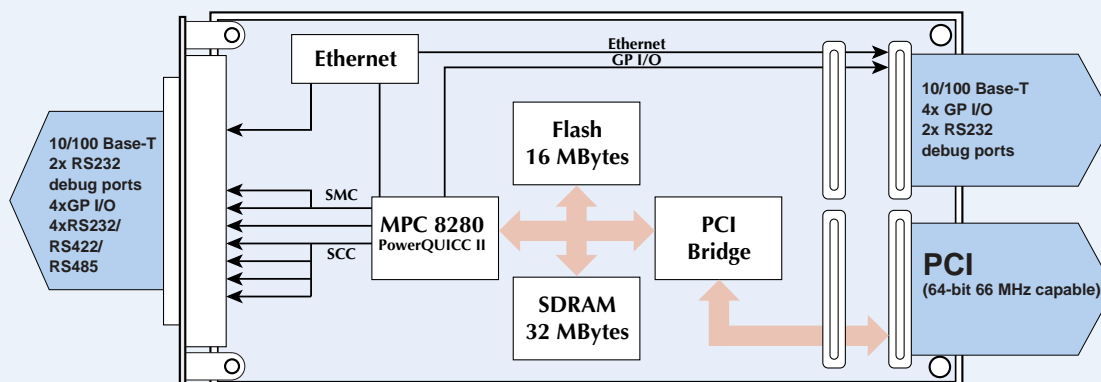 Ethernet
Ethernet
GP I/O
10/100 Base-T
2x RS232
debug ports
4xGP I/O
4xRS232/
RS422/
RS485
SMC
SCC
MPC 8280
PowerQUICC II
Flash
16 MBytes
SDRAM
32 MBytes
PCI
Bridge
10/100 Base-T
4x GP I/O
2x RS232
debug ports
PCI
(64-bit 66 MHz capable)